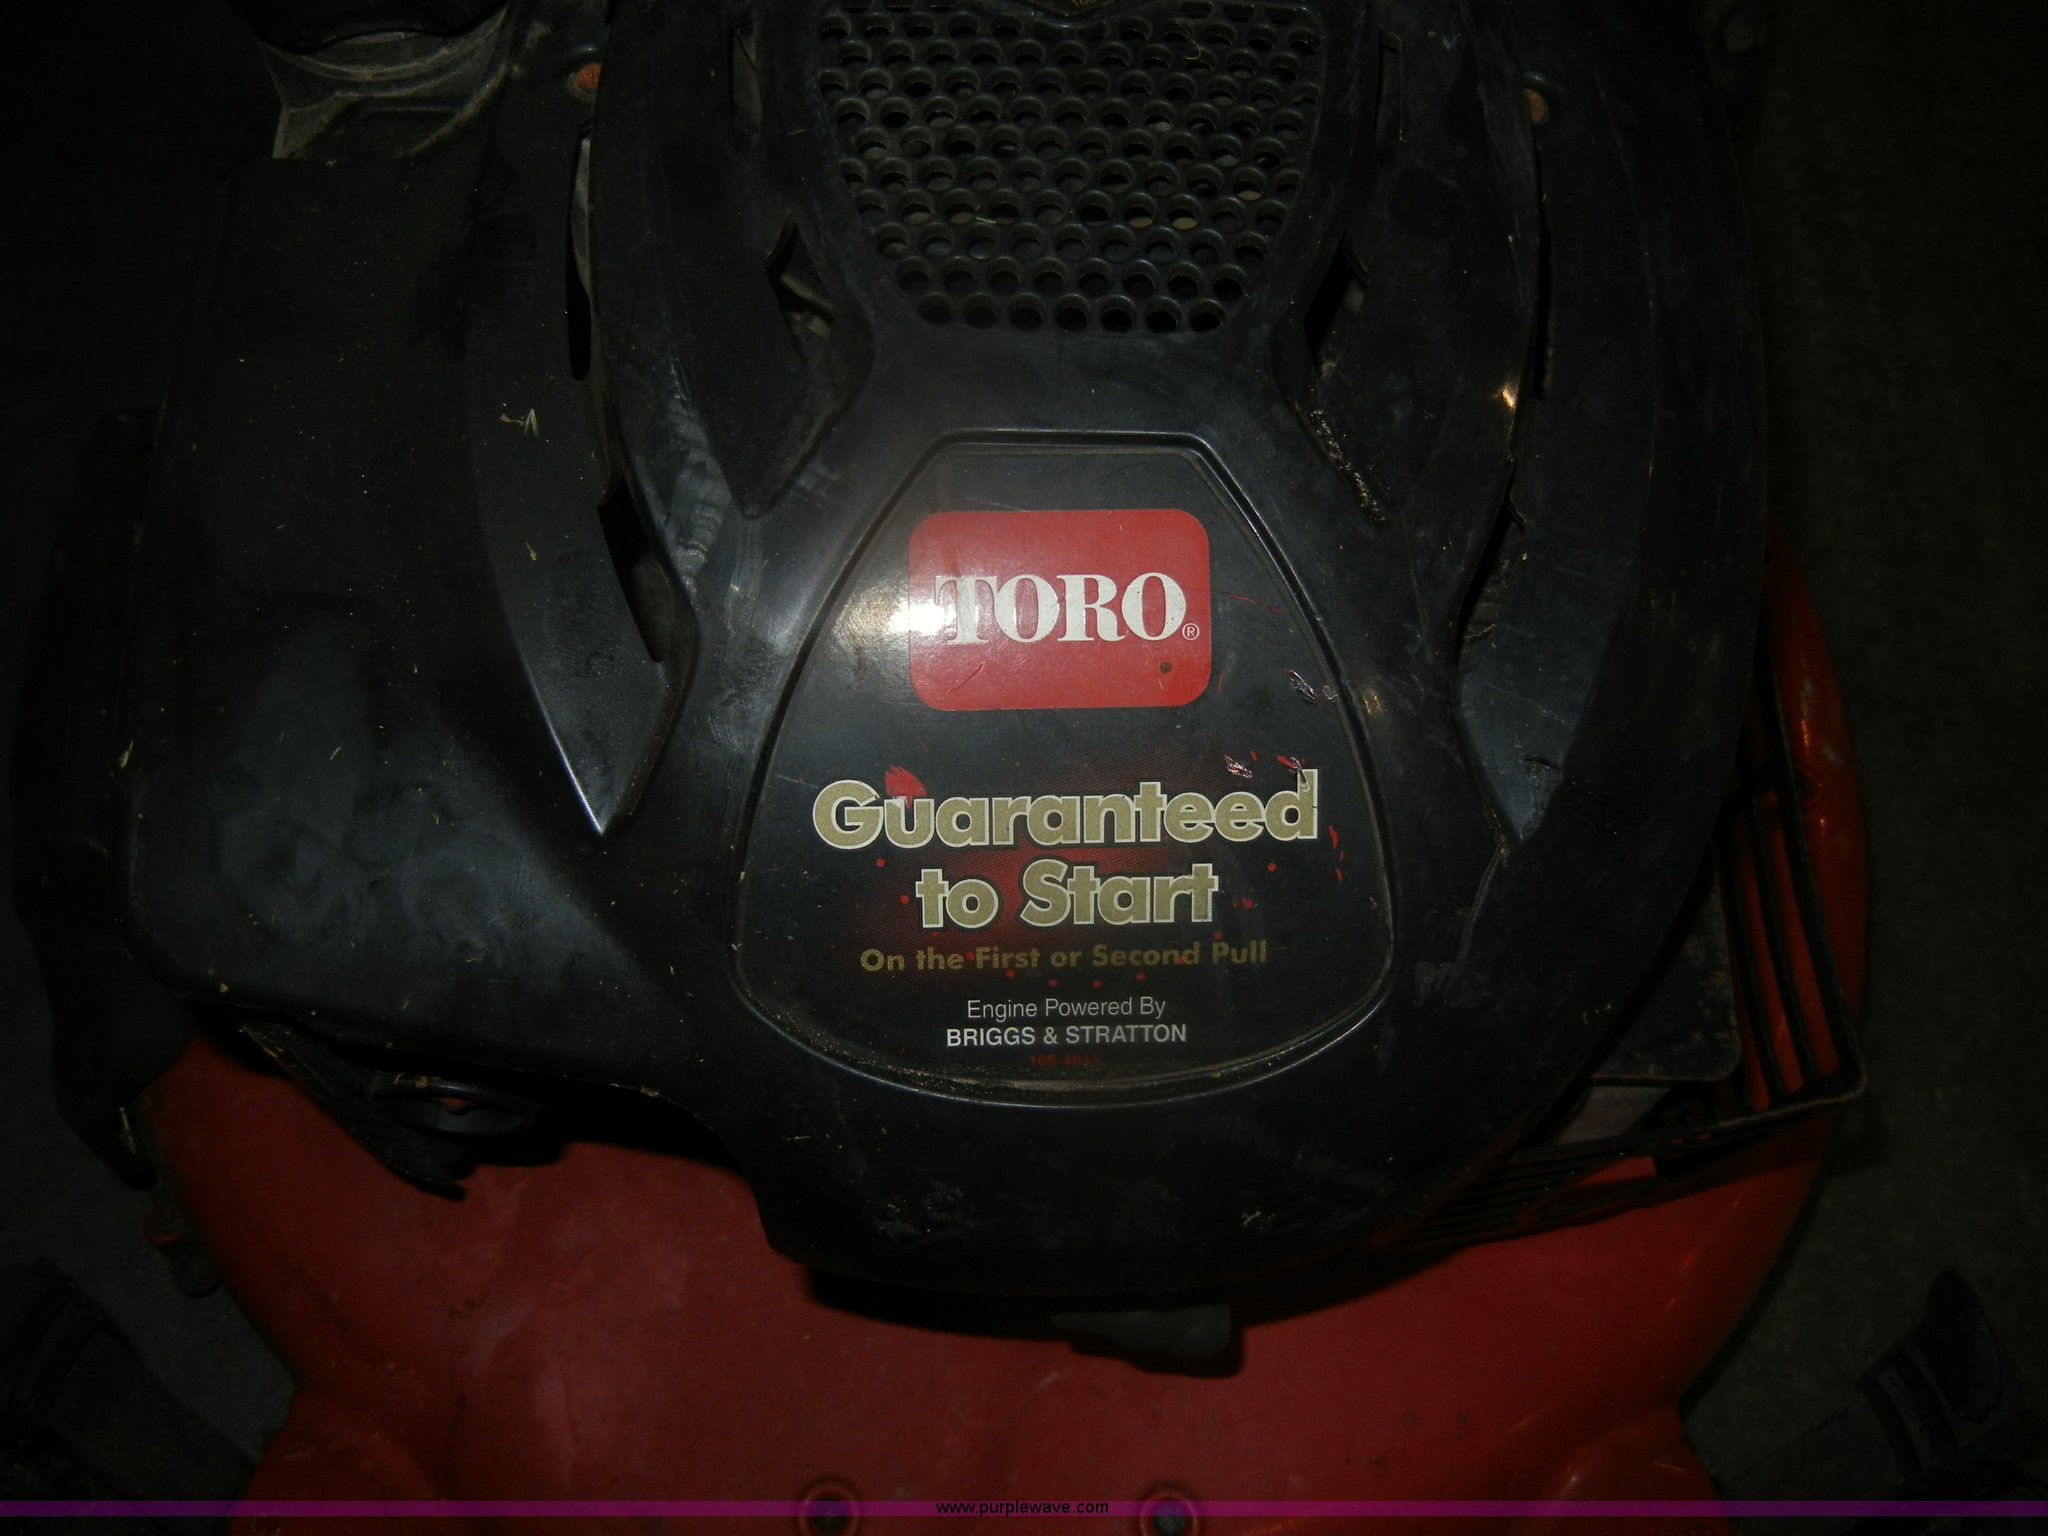 TORO®
Guaranteed
to Start
On the First or Second Pull
Engine Powered By
BRIGGS & STRATTON
www.purplewave.com